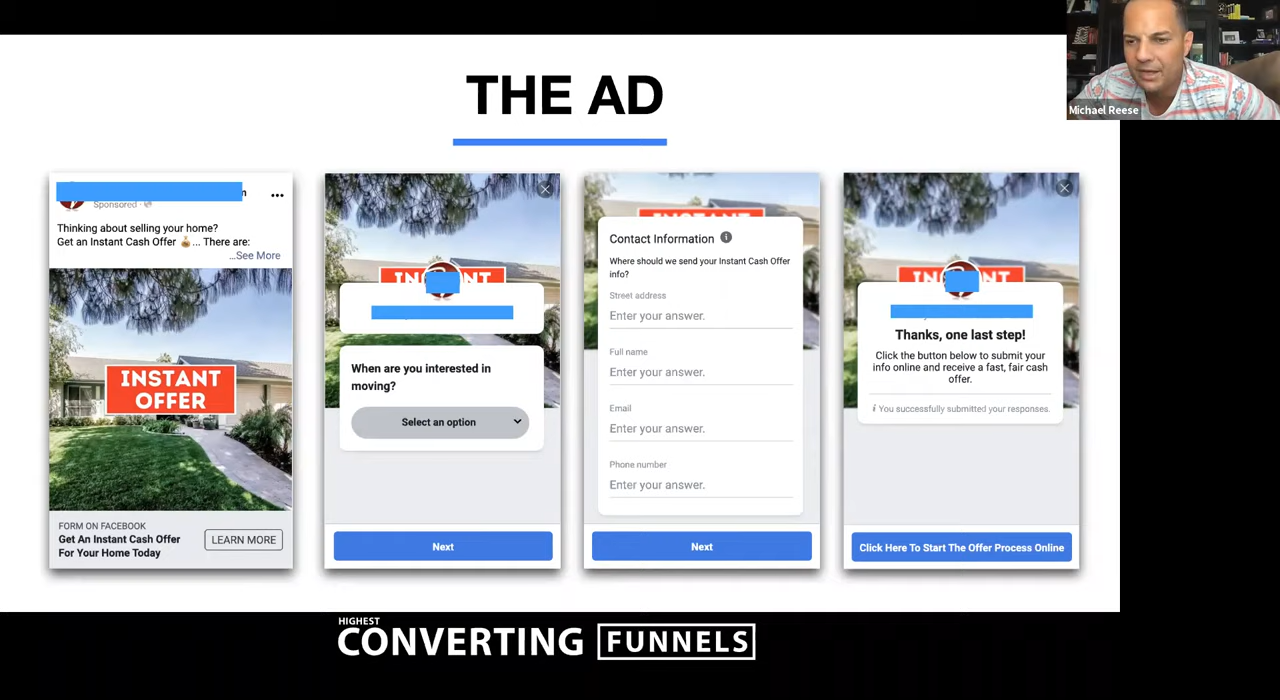 THE AD
Michael Reese
Sponsored
Thinking about selling your home?
Get an Instant Cash Offer 💰... There are:
...See More
INSTANT
OFFER
FORM ON FACEBOOK
Get An Instant Cash Offer
For Your Home Today
LEARN MORE
When are you interested in
moving?
Select an option
Next
INSTANT
Contact Information
Where should we send your Instant Cash Offer
info?
Street address
Enter your answer.
Full name
Enter your answer.
Email
Enter your answer.
Phone number
Enter your answer.
Next
Thanks, one last step!
Click the button below to submit your
info online and receive a fast, fair cash
offer.
You successfully submitted your responses.
Click Here To Start The Offer Process Online
HIGHEST
CONVERTING FUNNELS